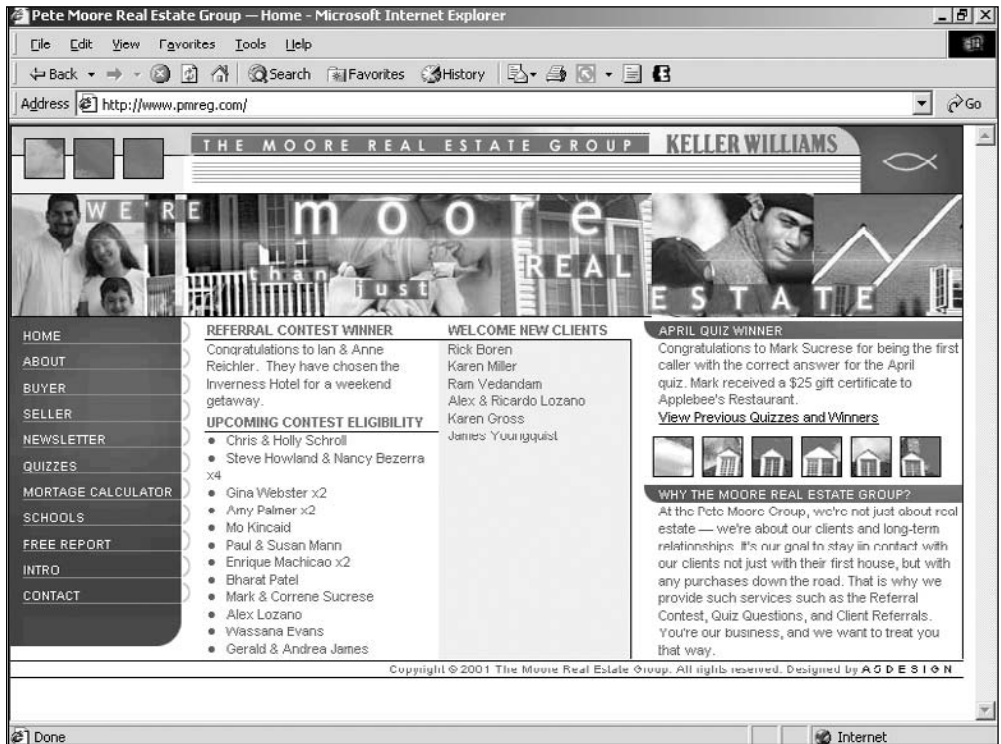 Pete Moore Real Estate Group — Home - Microsoft Internet Explorer
File Edit View Favorites Tools Help
Back Search Favorites History
Address http://www.pmreg.com/ Go
THE MOORE REAL ESTATE GROUP KELLER WILLIAMS
WE'RE moore
than just REAL
ESTATE
HOME
ABOUT
BUYER
SELLER
NEWSLETTER
QUIZZES
MORTAGE CALCULATOR
SCHOOLS
FREE REPORT
INTRO
CONTACT
REFERRAL CONTEST WINNER
Congratulations to Ian & Anne
Reichler. They have chosen the
Inverness Hotel for a weekend
getaway.
UPCOMING CONTEST ELIGIBILITY
• Chris & Holly Schroll
• Steve Howland & Nancy Bezerra
x4
• Gina Webster x2
• Amy Palmer x2
• Mo Kincaid
• Paul & Susan Mann
• Enrique Machicao x2
• Bharat Patel
• Mark & Correne Sucrese
• Alex Lozano
• Wassana Evans
• Gerald & Andrea James
WELCOME NEW CLIENTS
Rick Boren
Karen Miller
Ram Vedandam
Alex & Ricardo Lozano
Karen Gross
James Youngquist
APRIL QUIZ WINNER
Congratulations to Mark Sucrese for being the first
caller with the correct answer for the April
quiz. Mark received a $25 gift certificate to
Applebee's Restaurant.
View Previous Quizzes and Winners
WHY THE MOORE REAL ESTATE GROUP?
At the Pete Moore Group, we're not just about real
estate — we're about our clients and long-term
relationships. It's our goal to stay iin contact with
our clients not just with their first house, but with
any purchases down the road. That is why we
provide such services such as the Referral
Contest, Quiz Questions, and Client Referrals.
You're our business, and we want to treat you
that way.
Copyright © 2001 The Moore Real Estate Group. All rights reserved. Designed by ASDESIGN
Done Internet